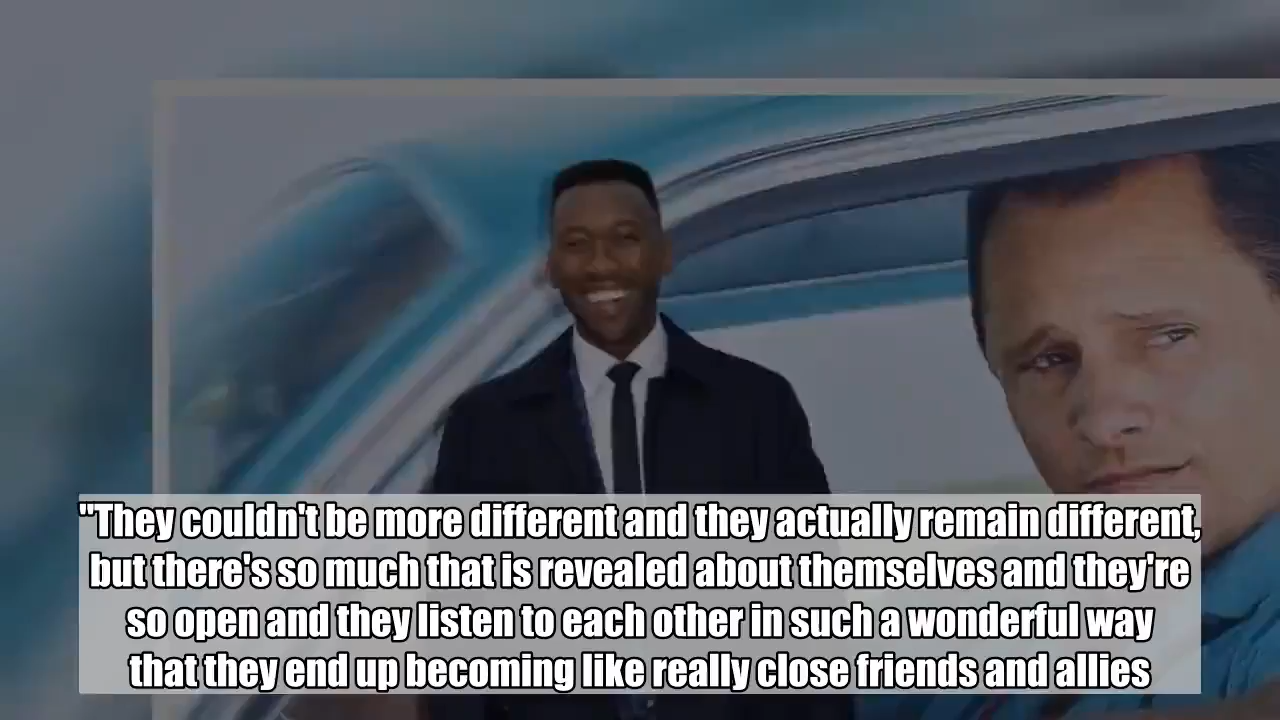 "They couldn't be more different and they actually remain different,
but there's so much that is revealed about themselves and they're
so open and they listen to each other in such a wonderful way
that they end up becoming like really close friends and allies